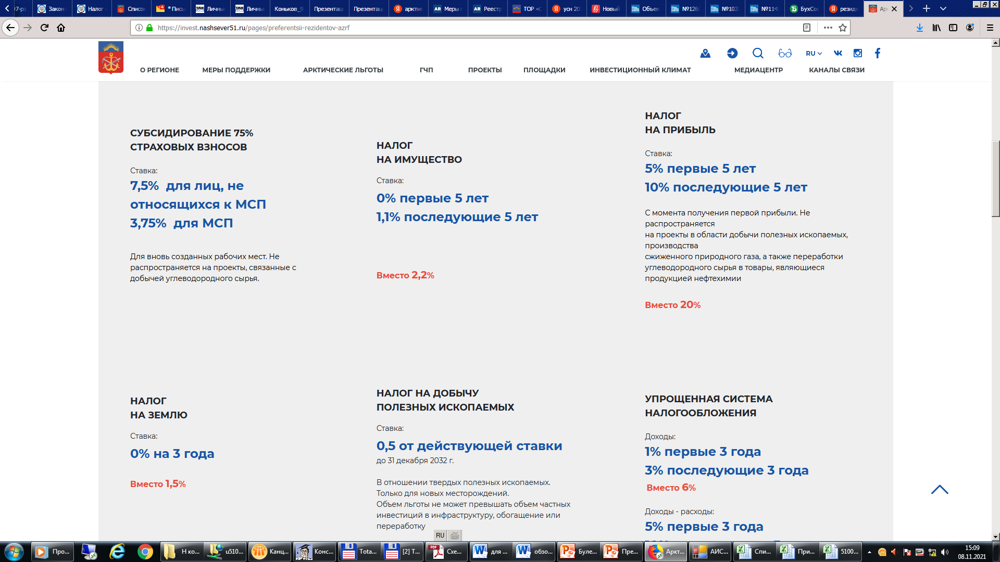 7-рз
Закон
Налог
Список
* Пись
Личны
Личны
Коньков_9
Презентац
Презентац
аркти
Меры п
Реестр
ТОР «С
усн 20
Новый
Объек
№126
№103
№114
БухСо
резиде
Ар
https://invest.nashsever51.ru/pages/preferentsii-rezidentov-azrf
RU
О РЕГИОНЕ
МЕРЫ ПОДДЕРЖКИ
АРКТИЧЕСКИЕ ЛЬГОТЫ
ГЧП
ПРОЕКТЫ
ПЛОЩАДКИ
ИНВЕСТИЦИОННЫЙ КЛИМАТ
МЕДИАЦЕНТР
КАНАЛЫ СВЯЗИ
СУБСИДИРОВАНИЕ 75%
СТРАХОВЫХ ВЗНОСОВ
Ставка:
7,5% для лиц, не
относящихся к МСП
3,75% для МСП
Для вновь созданных рабочих мест. Не
распространяется на проекты, связанные с
добычей углеводородного сырья.
НАЛОГ
НА ИМУЩЕСТВО
Ставка:
0% первые 5 лет
1,1% последующие 5 лет
Вместо 2,2%
НАЛОГ
НА ПРИБЫЛЬ
Ставка:
5% первые 5 лет
10% последующие 5 лет
С момента получения первой прибыли. Не
распространяется
на проекты в области добычи полезных ископаемых,
производства
сжиженного природного газа, а также переработки
углеводородного сырья в товары, являющиеся
продукцией нефтехимии
Вместо 20%
НАЛОГ
НА ЗЕМЛЮ
Ставка:
0% на 3 года
Вместо 1,5%
НАЛОГ НА ДОБЫЧУ
ПОЛЕЗНЫХ ИСКОПАЕМЫХ
Ставка:
0,5 от действующей ставки
до 31 декабря 2032 г.
В отношении твердых полезных ископаемых.
Только для новых месторождений.
Объем льготы не может превышать объем частных
инвестиций в инфраструктуру, обогащение или
переработку
УПРОЩЕННАЯ СИСТЕМА
НАЛОГООБЛОЖЕНИЯ
Доходы:
1% первые 3 года
3% последующие 3 года
Вместо 6%
Доходы - расходы:
5% первые 3 года
RU
Про...
Н ко...
u510...
Канц...
Конс...
Tota...
[2] T...
Схе...
для ...
обзо...
Буле...
Пре...
Аркт...
АИС...
Спи...
При...
5100...
15:09
08.11.2021